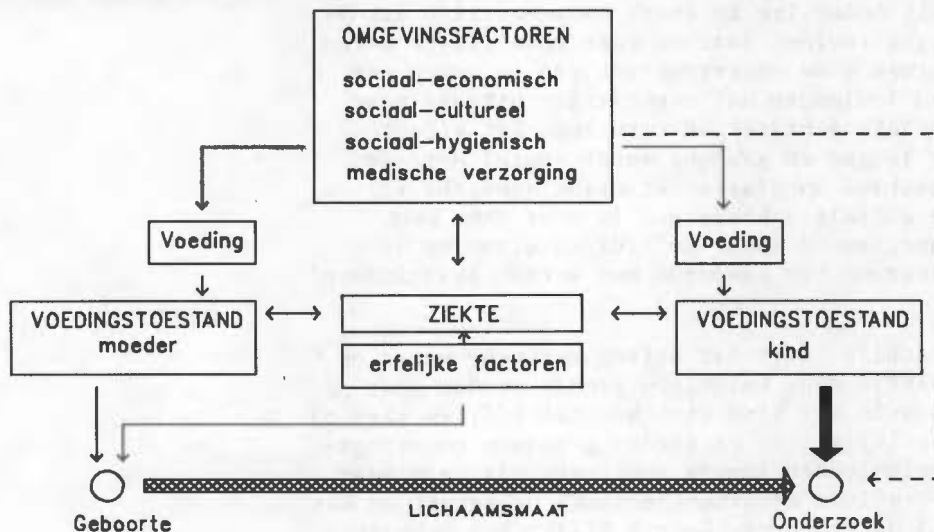 OMGEVINGSFACTOREN
sociaal-economisch
sociaal-cultureel
sociaal-hygienisch
medische verzorging
Voeding
Voeding
VOEDINGSTOESTAND
moeder
ZIEKTE
VOEDINGSTOESTAND
kind
erfelijke factoren
LICHAAMSMAAT
Geboorte
Onderzoek